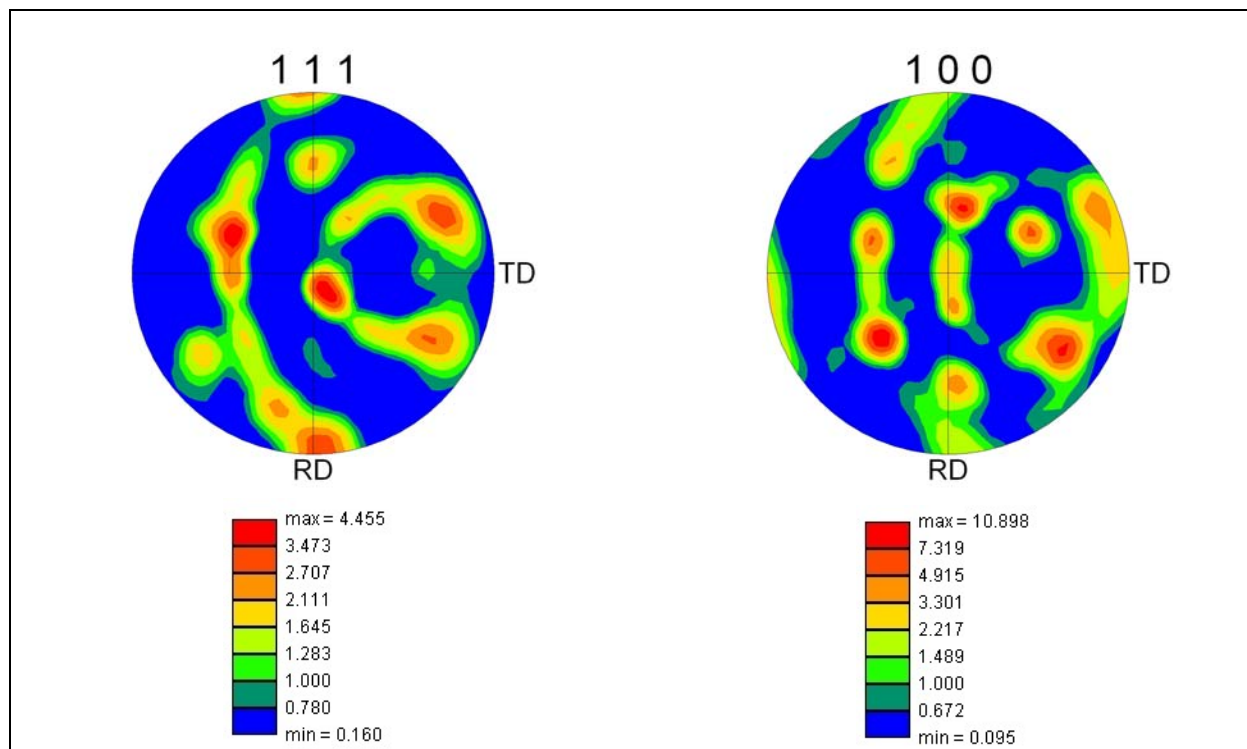 1 1 1
TD
RD
max = 4.455
3.473
2.707
2.111
1.645
1.283
1.000
0.780
min = 0.160
1 0 0
TD
RD
max = 10.898
7.319
4.915
3.301
2.217
1.489
1.000
0.672
min = 0.095